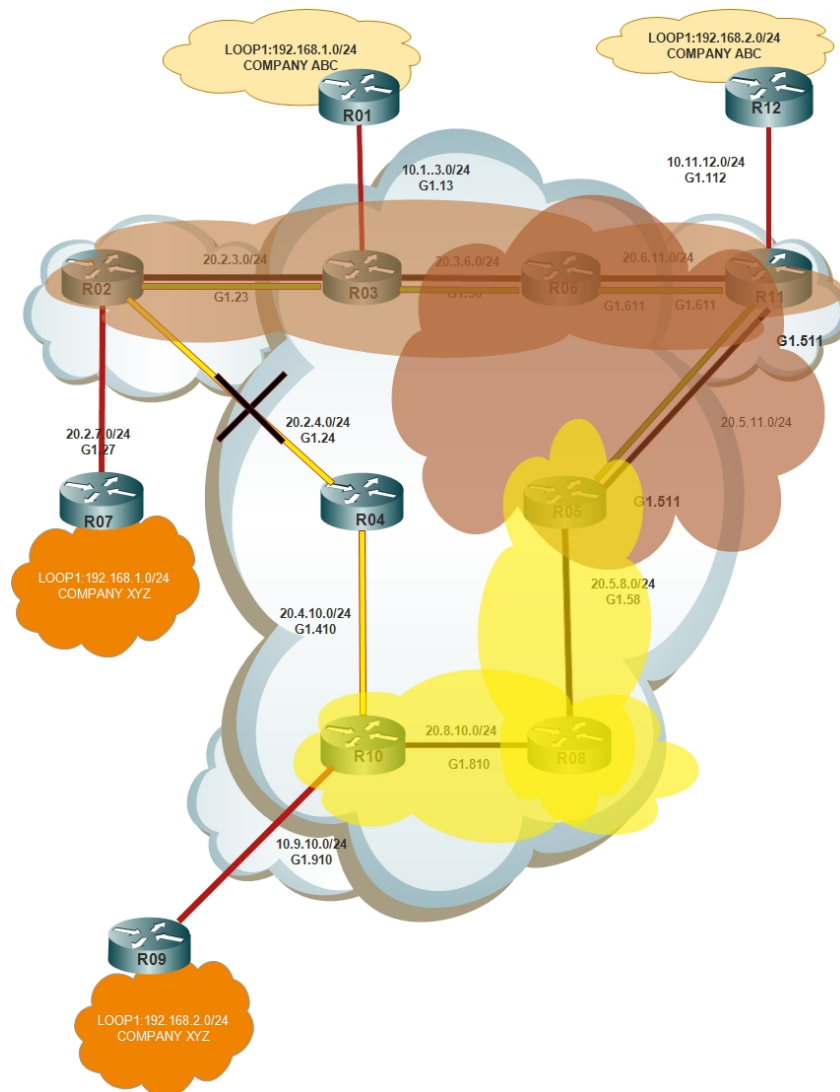 LOOP1:192.168.1.0/24
COMPANY ABC
R01
LOOP1:192.168.2.0/24
COMPANY ABC
R12
10.1..3.0/24
G1.13
10.11.12.0/24
G1.112
R02
20.2.3.0/24
G1.23
R03
20.3.6.0/24
G1.36
R06
20.6.11.0/24
G1.611
G1.611
R11
G1.511
20.2.7.0/24
G1.27
20.2.4.0/24
G1.24
20.5.11.0/24
R07
R04
R05
G1.511
LOOP1:192.168.1.0/24
COMPANY XYZ
20.4.10.0/24
G1.410
20.5.8.0/24
G1.58
R10
20.8.10.0/24
G1.810
R08
10.9.10.0/24
G1.910
R09
LOOP1:192.168.2.0/24
COMPANY XYZ